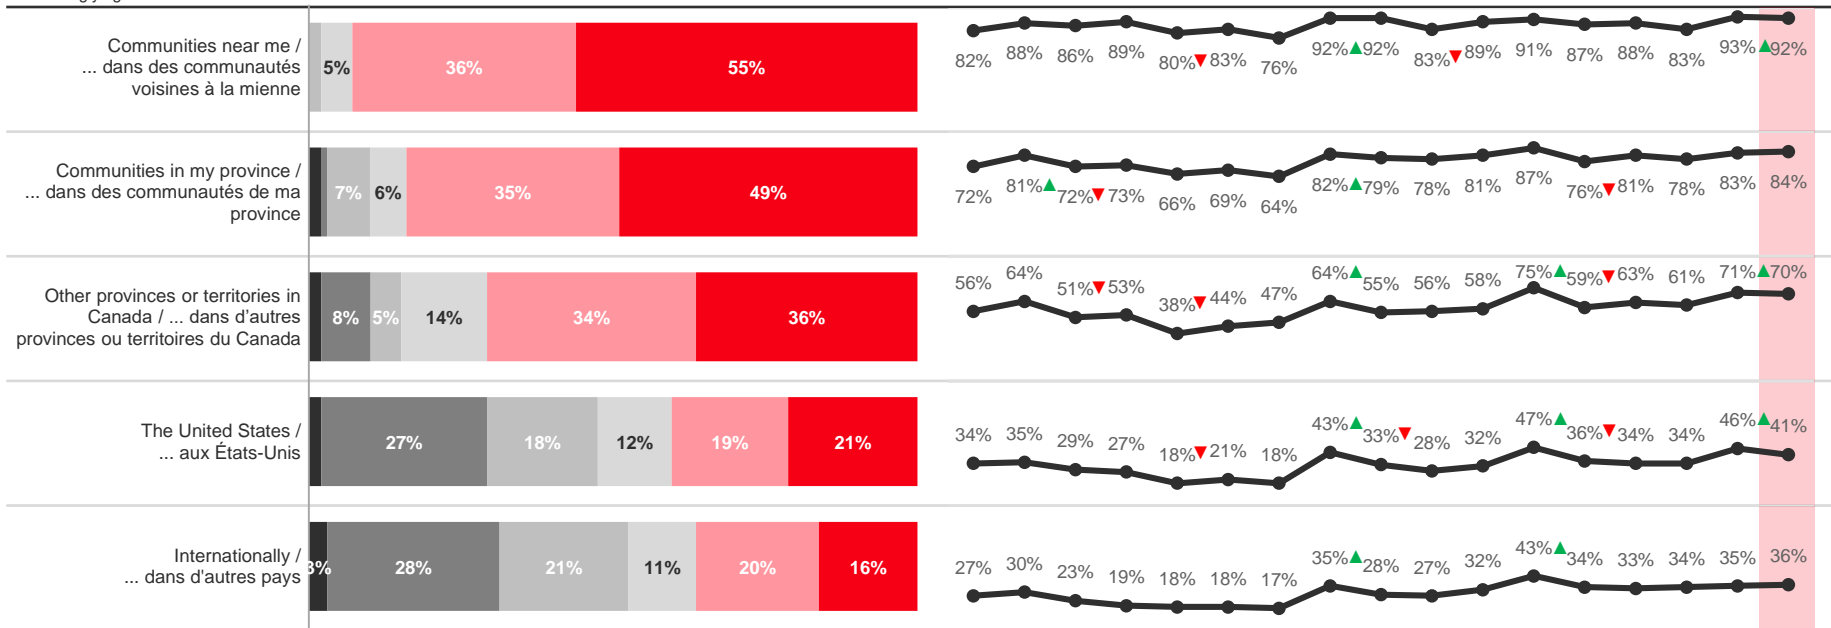 Communities near me /
... dans des communautés
voisines à la mienne
5% 36% 55%
82% 88% 86% 89% 80% 83% 76% 92% 92% 83% 89% 91% 87% 88% 83% 93% 92%
Communities in my province /
... dans des communautés de ma
province
7% 6% 35% 49%
72% 81% 72% 73% 66% 69% 64% 82% 79% 78% 81% 87% 76% 81% 78% 83% 84%
Other provinces or territories in
Canada / ... dans d’autres
provinces ou territoires du Canada
8% 5% 14% 34% 36%
56% 64% 51% 53% 38% 44% 47% 64% 55% 56% 58% 75% 59% 63% 61% 71% 70%
The United States /
... aux États-Unis
27% 18% 12% 19% 21%
34% 35% 29% 27% 18% 21% 18% 43% 33% 28% 32% 47% 36% 34% 34% 46% 41%
Internationally /
... dans d'autres pays
3% 28% 21% 11% 20% 16%
27% 30% 23% 19% 18% 18% 17% 35% 28% 27% 32% 43% 34% 33% 34% 35% 36%